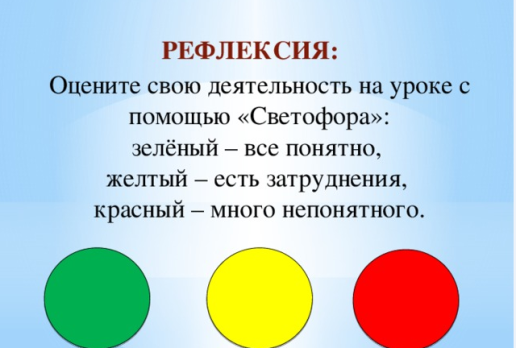 РЕФЛЕКСИЯ:
Оцените свою деятельность на уроке с
помощью «Светофора»:
зелёный – все понятно,
желтый – есть затруднения,
красный – много непонятного.